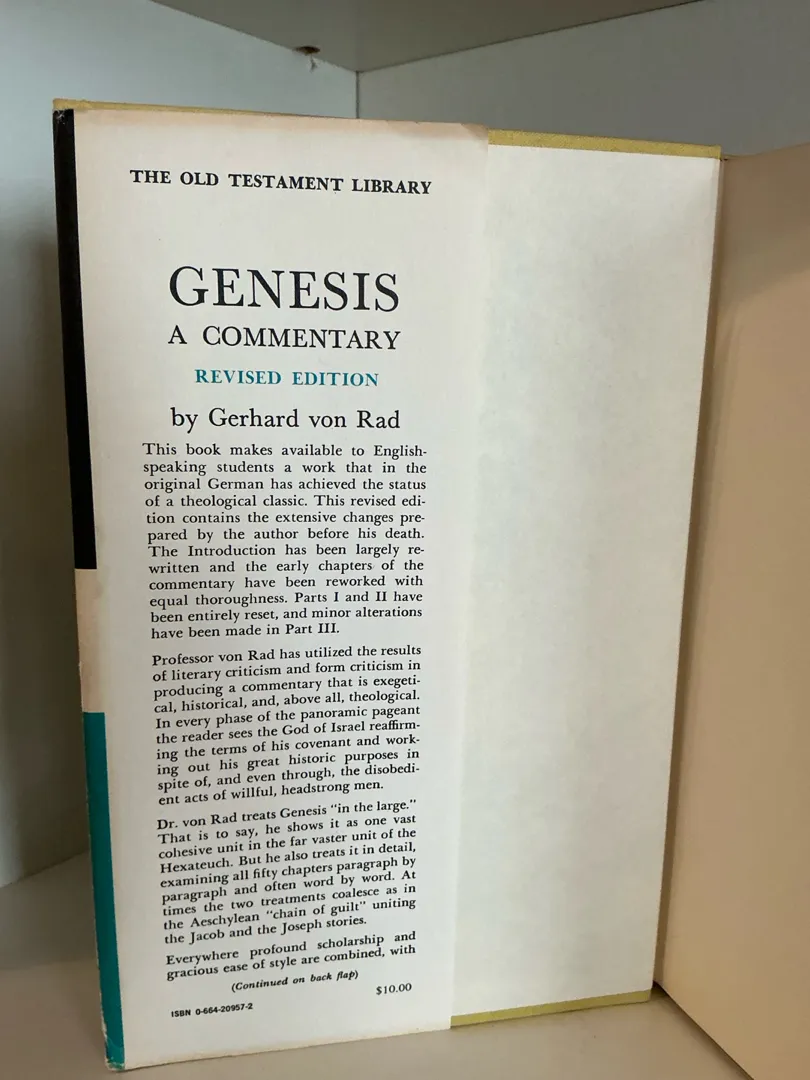 THE OLD TESTAMENT LIBRARY
GENESIS
A COMMENTARY
REVISED EDITION
by Gerhard von Rad
This book makes available to English-
speaking students a work that in the
original German has achieved the status
of a theological classic. This revised edi-
tion contains the extensive changes pre-
pared by the author before his death.
The Introduction has been largely re-
written and the early chapters of the
commentary have been reworked with
equal thoroughness. Parts I and II have
been entirely reset, and minor alterations
have been made in Part III.
Professor von Rad has utilized the results
of literary criticism and form criticism in
producing a commentary that is exegeti-
cal, historical, and, above all, theological.
In every phase of the panoramic pageant
the reader sees the God of Israel reaffirm-
ing the terms of his covenant and work-
ing out his great historic purposes in
spite of, and even through, the disobedi-
ent acts of willful, headstrong men.
Dr. von Rad treats Genesis "in the large."
That is to say, he shows it as one vast
cohesive unit in the far vaster unit of the
Hexateuch. But he also treats it in detail,
examining all fifty chapters paragraph by
paragraph and often word by word. At
times the two treatments coalesce as in
the Aeschylean "chain of guilt" uniting
the Jacob and the Joseph stories.
Everywhere profound scholarship and
gracious ease of style are combined, with
(Continued on back flap)
$10.00
ISBN 0-664-20957-2